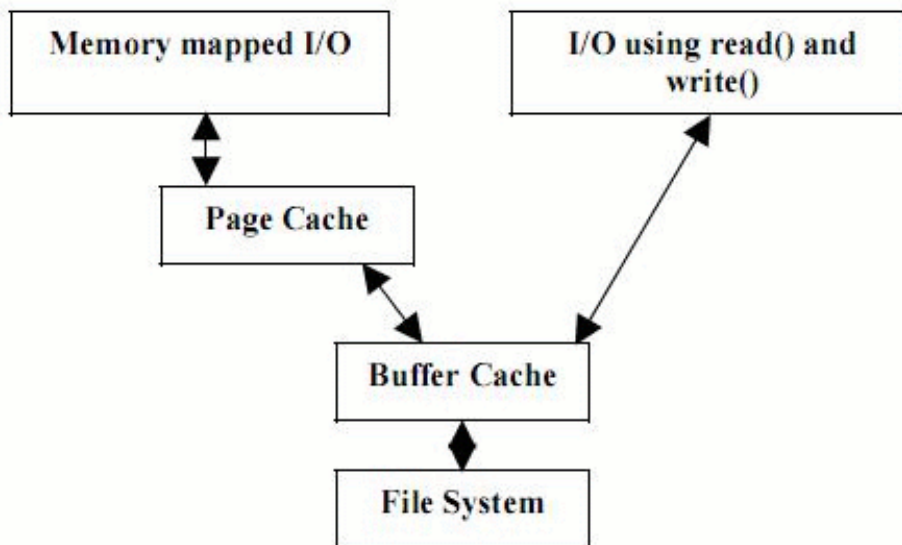 Memory mapped I/O
I/O using read() and
write()
Page Cache
Buffer Cache
File System